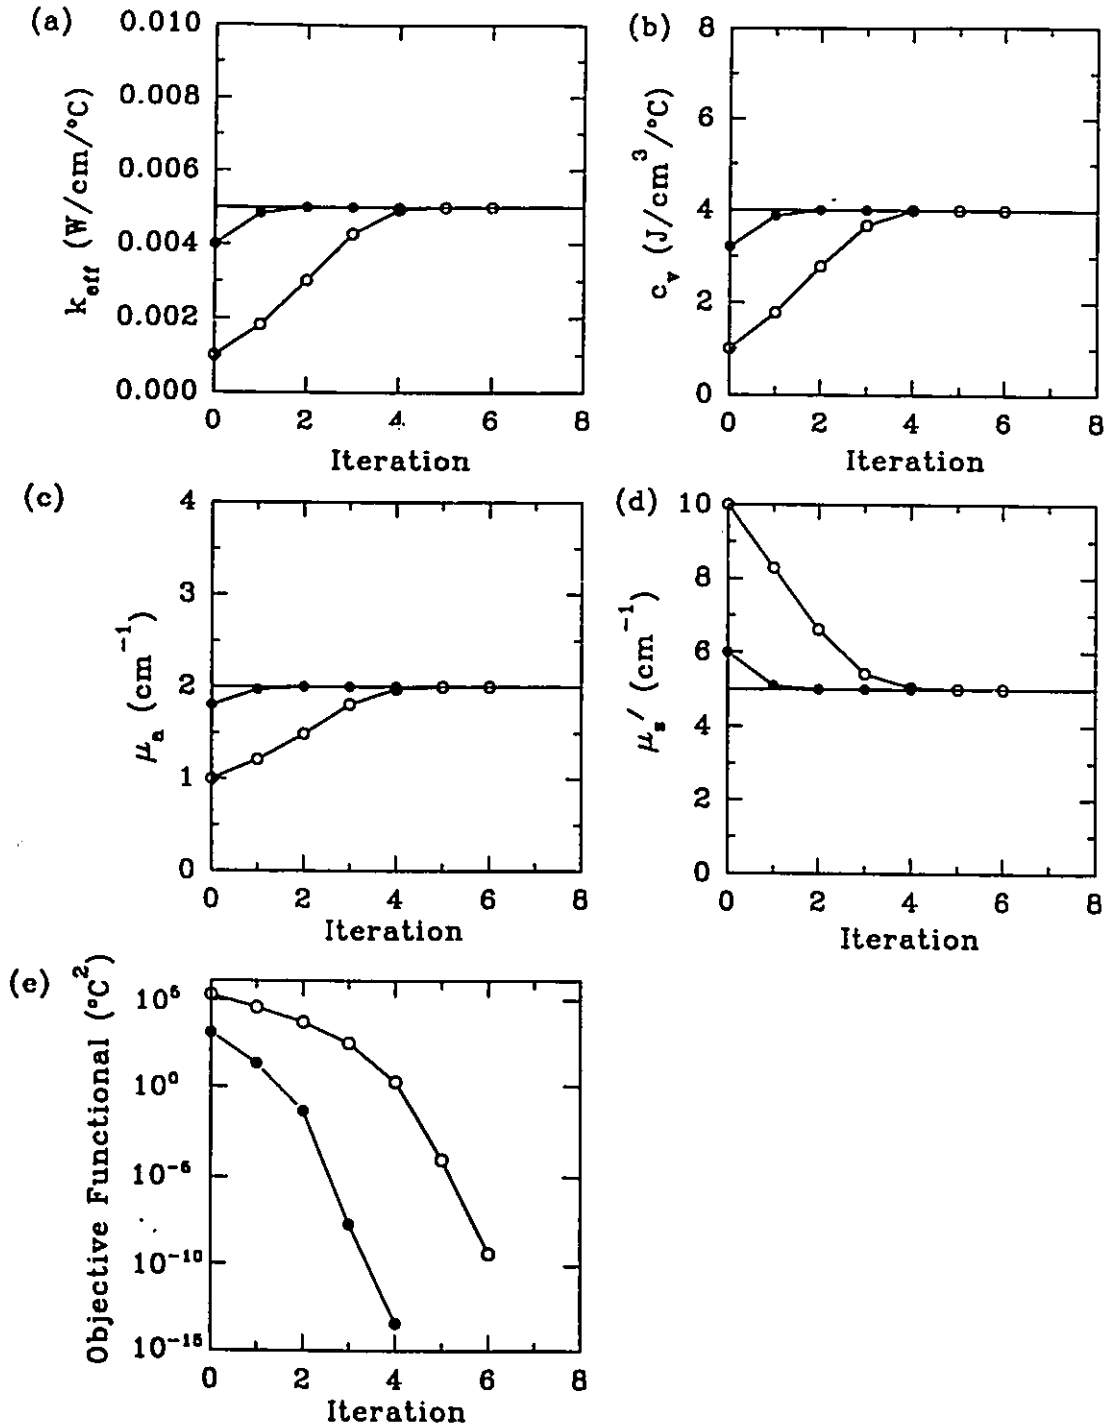 (a)
k_eff (W/cm/°C)
0.010
0.008
0.006
0.004
0.002
0.000
0 2 4 6 8
Iteration
(b)
c_v (J/cm³/°C)
8
6
4
2
0
0 2 4 6 8
Iteration
(c)
μ_a (cm⁻¹)
4
3
2
1
0
0 2 4 6 8
Iteration
(d)
μ_s′ (cm⁻¹)
10
8
6
4
2
0
0 2 4 6 8
Iteration
(e)
Objective Functional (°C²)
10⁵
10⁰
10⁻⁵
10⁻¹⁰
10⁻¹⁵
0 2 4 6 8
Iteration